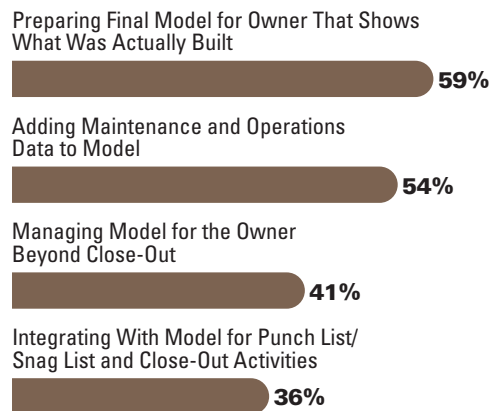 Preparing Final Model for Owner That Shows
What Was Actually Built
59%
Adding Maintenance and Operations
Data to Model
54%
Managing Model for the Owner
Beyond Close-Out
41%
Integrating With Model for Punch List/
Snag List and Close-Out Activities
36%